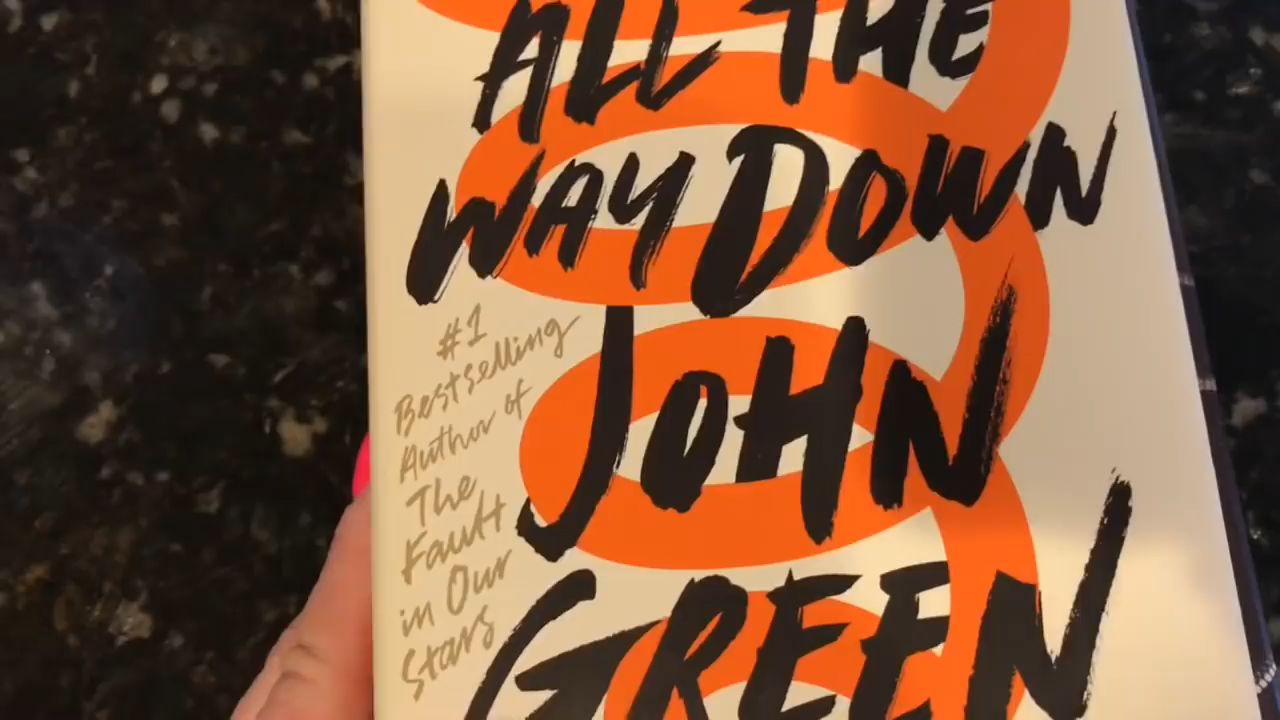 ALL THE
WAY DOWN
#1
Bestselling
Author of
The
Fault
in Our
Stars
JOHN
GREEN